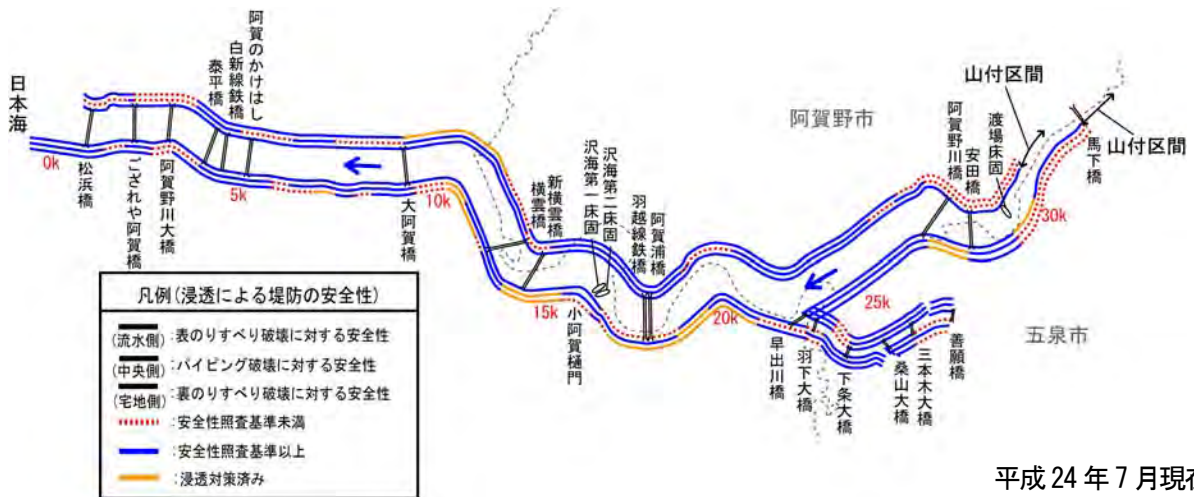 日本海
0k
松浜橋
ござれや阿賀橋
阿賀野川大橋
泰平橋
白新線鉄橋
阿賀のかけはし
5k
大阿賀橋
10k
横雲橋
新横雲橋
15k
小阿賀樋門
沢海第一床固
沢海第二床固
羽越線鉄橋
阿賀浦橋
20k
早出川橋
羽下大橋
下条大橋
桑山大橋
三本木大橋
善願橋
25k
阿賀野市
五泉市
阿賀野川橋
安田橋
渡場床固
山付区間
30k
馬下橋
山付区間
凡例(浸透による堤防の安全性)
(流水側):表のりすべり破壊に対する安全性
(中央側):パイピング破壊に対する安全性
(宅地側):裏のりすべり破壊に対する安全性
:安全性照査基準未満
:安全性照査基準以上
:浸透対策済み
平成24年7月現在